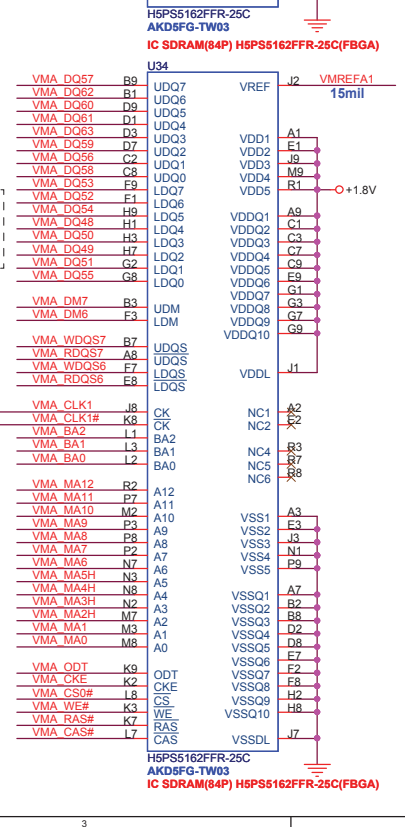 H5PS5162FFR-25C
AKD5FG-TW03
IC SDRAM(84P) H5PS5162FFR-25C(FBGA)
U34
VMA_DQ57 B9 UDQ7 VREF J2 VMREFA1
VMA_DQ62 B1 UDQ6 15mil
VMA_DQ60 D9 UDQ5
VMA_DQ61 D1 UDQ4
VMA_DQ63 D3 UDQ3 VDD1 A1
VMA_DQ59 D7 UDQ2 VDD2 E1
VMA_DQ56 C2 UDQ1 VDD3 J9
VMA_DQ58 C8 UDQ0 VDD4 M9
VMA_DQ53 F9 LDQ7 VDD5 R1 +1.8V
VMA_DQ52 F1 LDQ6
VMA_DQ54 H9 LDQ5 VDDQ1 A9
VMA_DQ48 H1 LDQ4 VDDQ2 C1
VMA_DQ50 H3 LDQ3 VDDQ3 C3
VMA_DQ49 H7 LDQ2 VDDQ4 C7
VMA_DQ51 G2 LDQ1 VDDQ5 C9
VMA_DQ55 G8 LDQ0 VDDQ6 E9
VDDQ7 G1
VMA_DM7 B3 UDM VDDQ8 G3
VMA_DM6 F3 LDM VDDQ9 G7
VDDQ10 G9
VMA_WDQS7 B7 UDQS
VMA_RDQS7 A8 UDQS
VMA_WDQS6 F7 LDQS VDDL J1
VMA_RDQS6 E8 LDQS
VMA_CLK1 J8 CK NC1 A2
VMA_CLK1# K8 CK NC2 E2
VMA_BA2 L1 BA2
VMA_BA1 L3 BA1 NC4 R3
VMA_BA0 L2 BA0 NC5 R7
NC6 R8
VMA_MA12 R2 A12
VMA_MA11 P7 A11
VMA_MA10 M2 A10 VSS1 A3
VMA_MA9 P3 A9 VSS2 E3
VMA_MA8 P8 A8 VSS3 J3
VMA_MA7 P2 A7 VSS4 N1
VMA_MA6 N7 A6 VSS5 P9
VMA_MA5H N3 A5
VMA_MA4H N8 A4 VSSQ1 A7
VMA_MA3H N2 A3 VSSQ2 B2
VMA_MA2H M7 A2 VSSQ3 B8
VMA_MA1 M3 A1 VSSQ4 D2
VMA_MA0 M8 A0 VSSQ5 D8
VSSQ6 E7
VMA_ODT K9 ODT VSSQ7 F2
VMA_CKE K2 CKE VSSQ8 F8
VMA_CS0# L8 CS VSSQ9 H2
VMA_WE# K3 WE VSSQ10 H8
VMA_RAS# K7 RAS
VMA_CAS# L7 CAS VSSDL J7
H5PS5162FFR-25C
AKD5FG-TW03
IC SDRAM(84P) H5PS5162FFR-25C(FBGA)
3